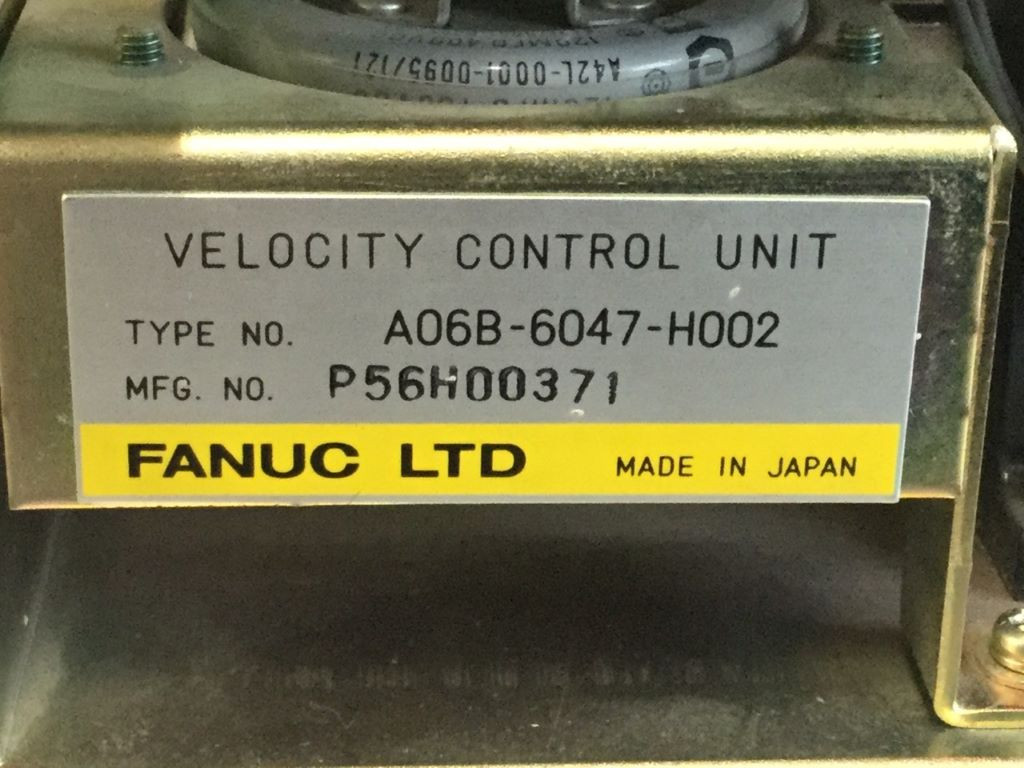 A42L-0001-0095/121
VELOCITY CONTROL UNIT
TYPE NO. A06B-6047-H002
MFG. NO. P56H00371
FANUC LTD MADE IN JAPAN